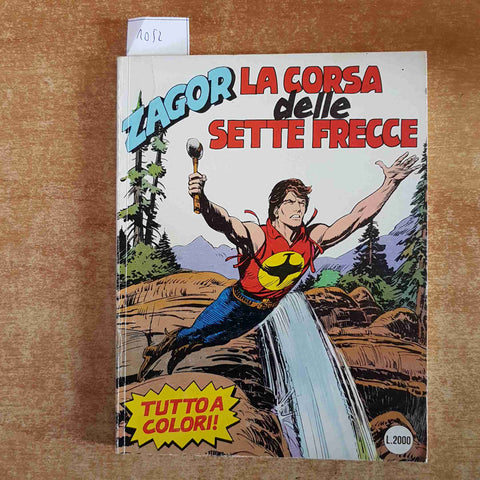 1052
ZAGOR
LA CORSA
delle
SETTE FRECCE
TUTTO A
COLORI!
L.2000